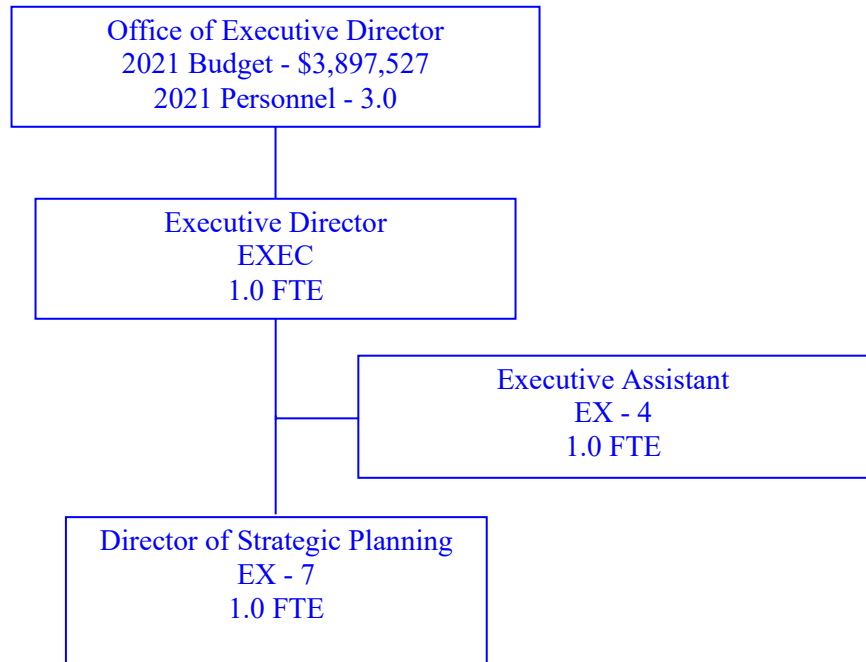 Office of Executive Director
2021 Budget - $3,897,527
2021 Personnel - 3.0
Executive Director
EXEC
1.0 FTE
Executive Assistant
EX - 4
1.0 FTE
Director of Strategic Planning
EX - 7
1.0 FTE